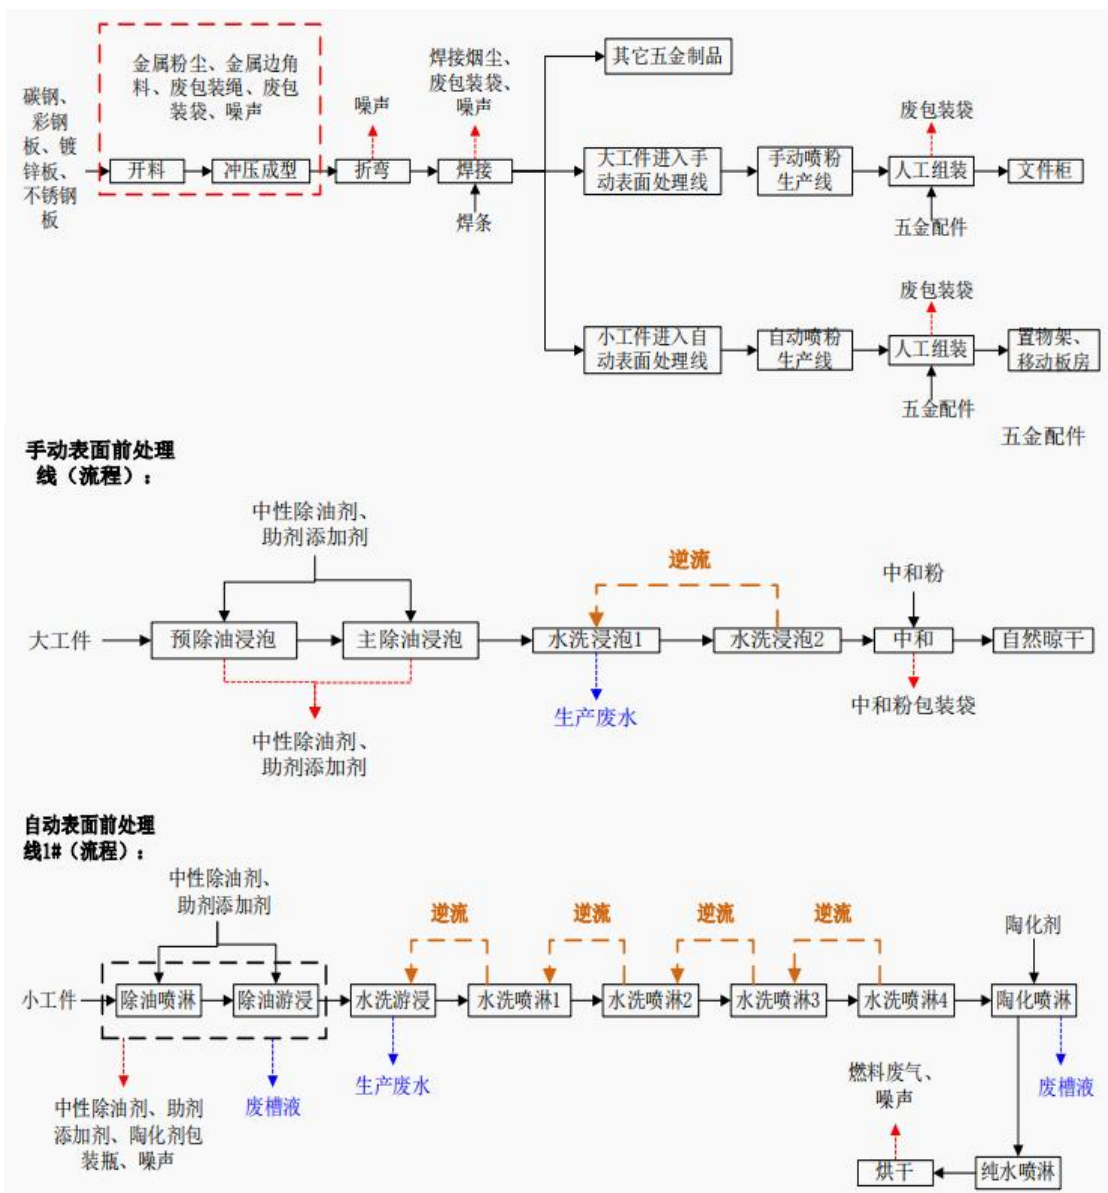 金属粉尘、金属边角
料、废包装绳、废包
装袋、噪声
碳钢、
彩钢
板、镀
锌板、
不锈钢
板
开料
冲压成型
噪声
折弯
焊接烟尘、
废包装袋、
噪声
焊接
焊条
其它五金制品
大工件进入手
动表面处理线
手动喷粉
生产线
废包装袋
人工组装
五金配件
文件柜
小工件进入自
动表面处理线
自动喷粉
生产线
废包装袋
人工组装
五金配件
置物架、
移动板房
五金配件
手动表面前处理
线（流程）：
中性除油剂、
助剂添加剂
大工件
预除油浸泡
主除油浸泡
中性除油剂、
助剂添加剂
逆流
水洗浸泡1
水洗浸泡2
生产废水
中和粉
中和
中和粉包装袋
自然晾干
自动表面前处理
线1#（流程）：
中性除油剂、
助剂添加剂
小工件
除油喷淋
除油游浸
中性除油剂、助剂
添加剂、陶化剂包
装瓶、噪声
废槽液
逆流
逆流
逆流
逆流
水洗游浸
水洗喷淋1
水洗喷淋2
水洗喷淋3
水洗喷淋4
生产废水
陶化剂
陶化喷淋
废槽液
燃料废气、
噪声
烘干
纯水喷淋